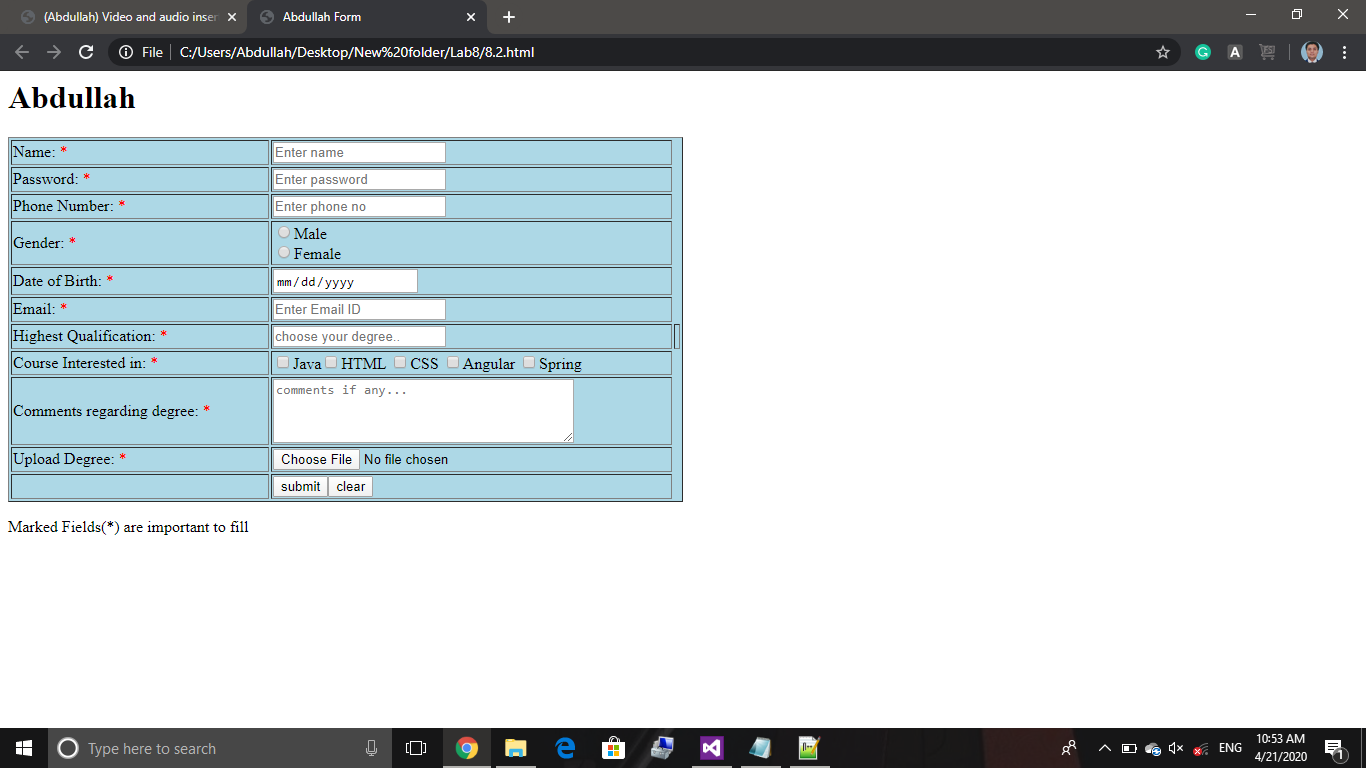 (Abdullah) Video and audio inser
Abdullah Form
File
C:/Users/Abdullah/Desktop/New%20folder/Lab8/8.2.html
Abdullah
Name: * Enter name
Password: * Enter password
Phone Number: * Enter phone no
Gender: * Male
Female
Date of Birth: * mm/dd/yyyy
Email: * Enter Email ID
Highest Qualification: * choose your degree..
Course Interested in: * Java HTML CSS Angular Spring
Comments regarding degree: * comments if any...
Upload Degree: * Choose File No file chosen
submit clear
Marked Fields(*) are important to fill
Type here to search
ENG
10:53 AM
4/21/2020
1